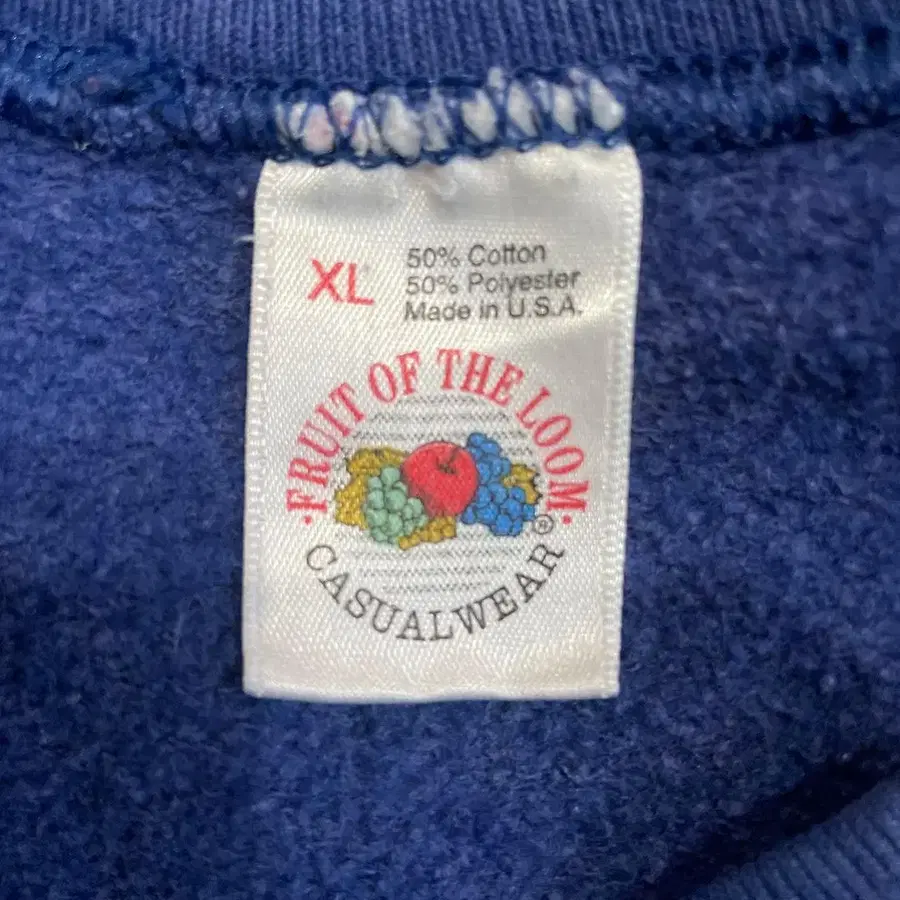 XL
50% Cotton
50% Polyester
Made in U.S.A.
·FRUIT OF THE LOOM·
®
CASUALWEAR